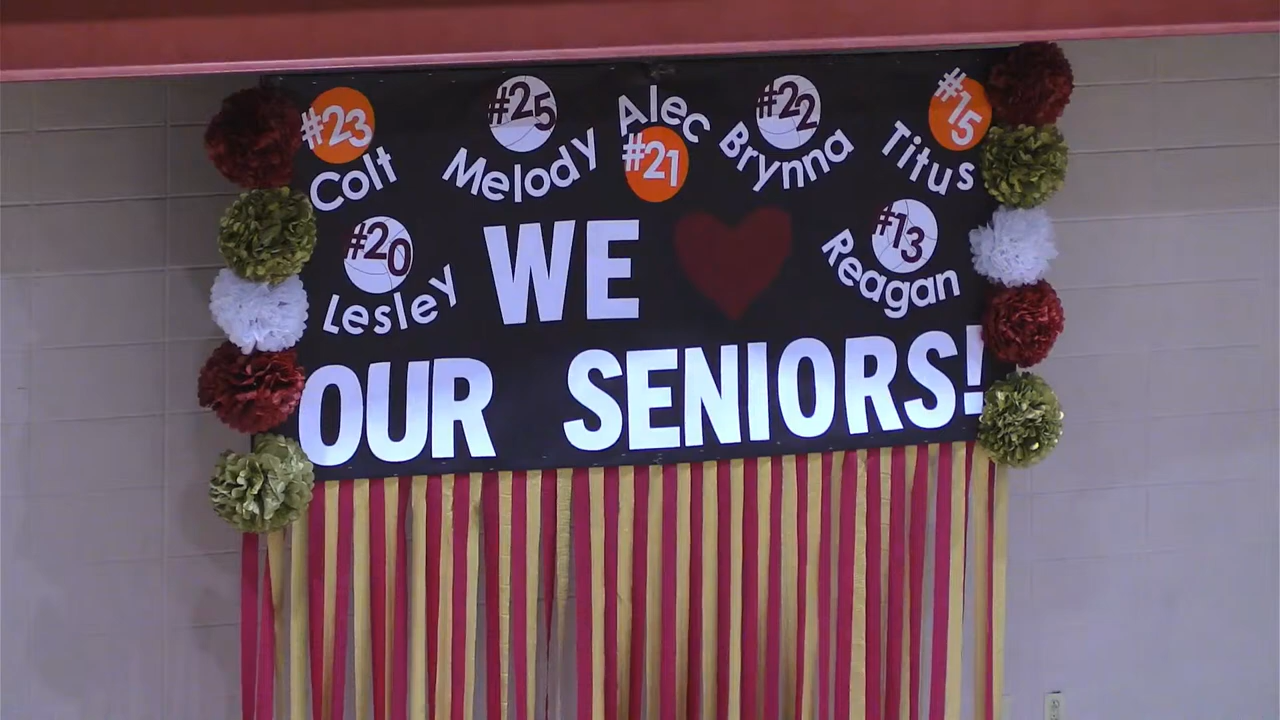 #23 Colt
#25 Melody
Alec #21
#22 Brynna
#15 Titus
#20 Lesley
#13 Reagan
WE
OUR SENIORS!